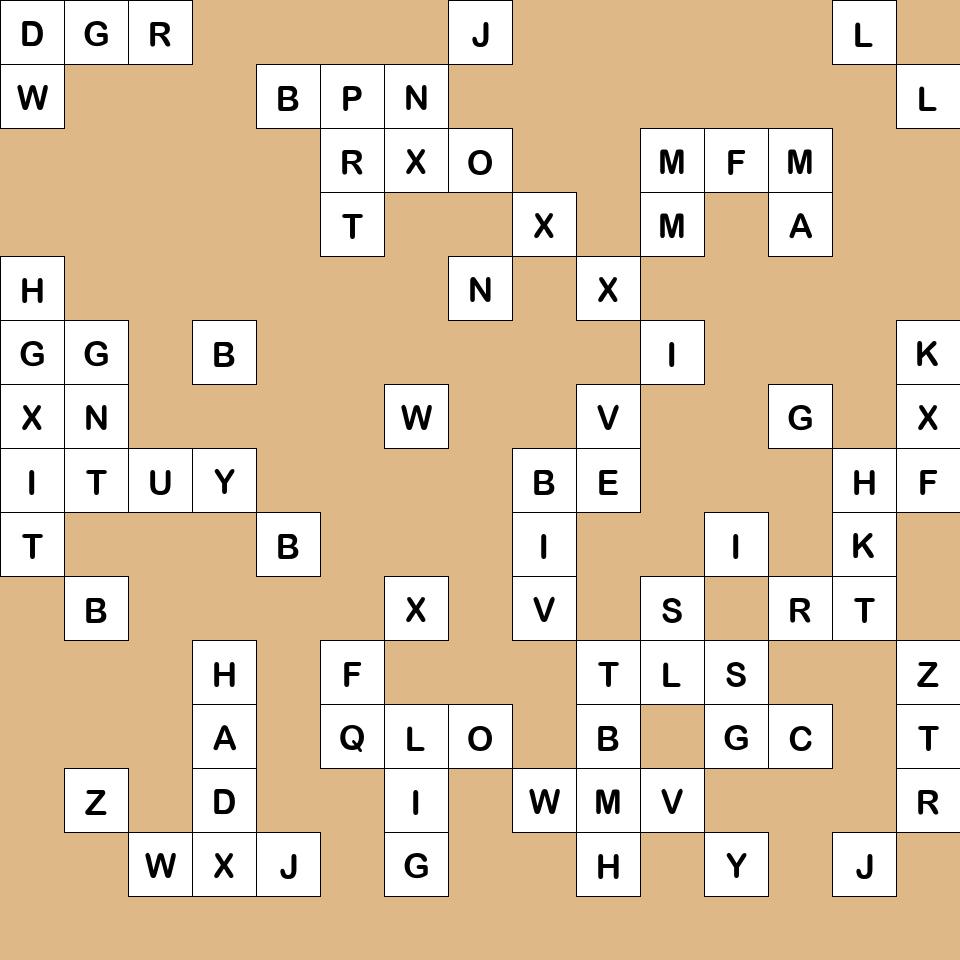 D G R J L
W B P N L
R X O M F M
T X M A
H N X
G G B I K
X N W V G X
I T U Y B E H F
T B I I K
B X V S R T
H F T L S Z
A Q L O B G C T
Z D I W M V R
W X J G H Y J